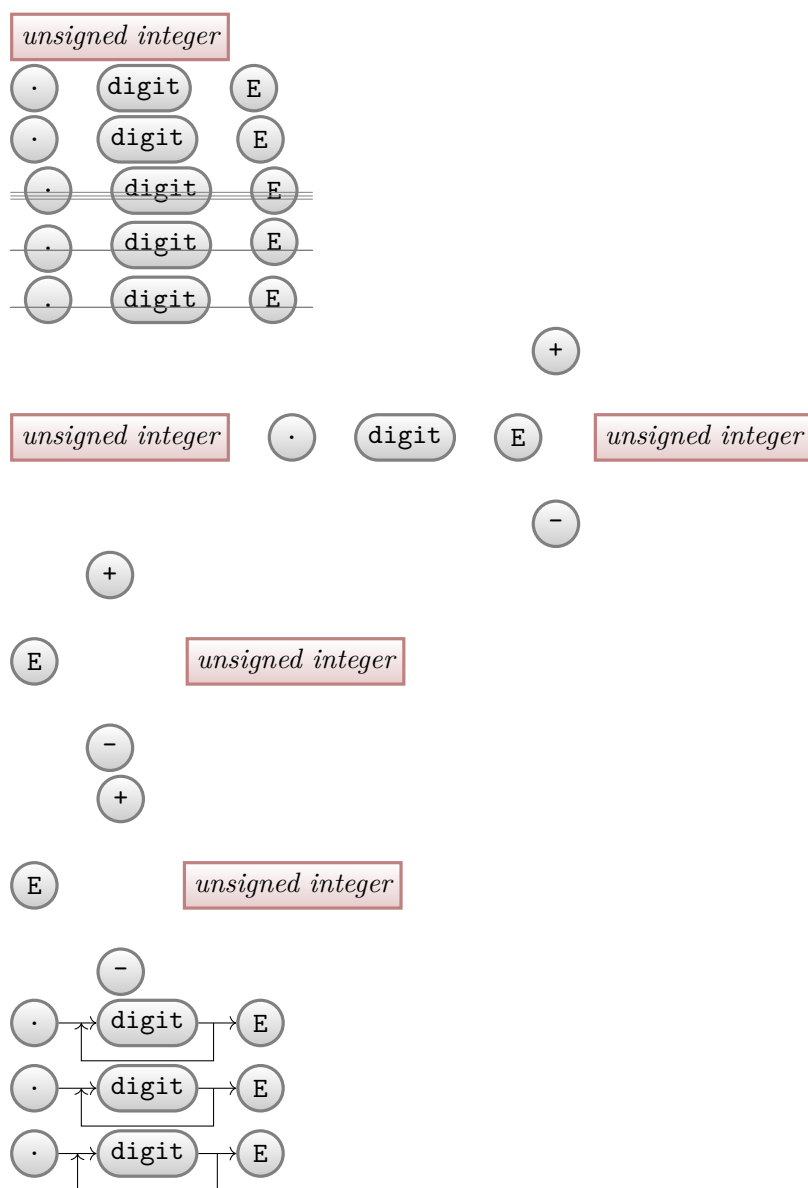 unsigned integer
. digit E
. digit E
. digit E
. digit E
. digit E
+
unsigned integer . digit E unsigned integer
-
+
E unsigned integer
-
+
E unsigned integer
-
. digit E
. digit E
. digit E